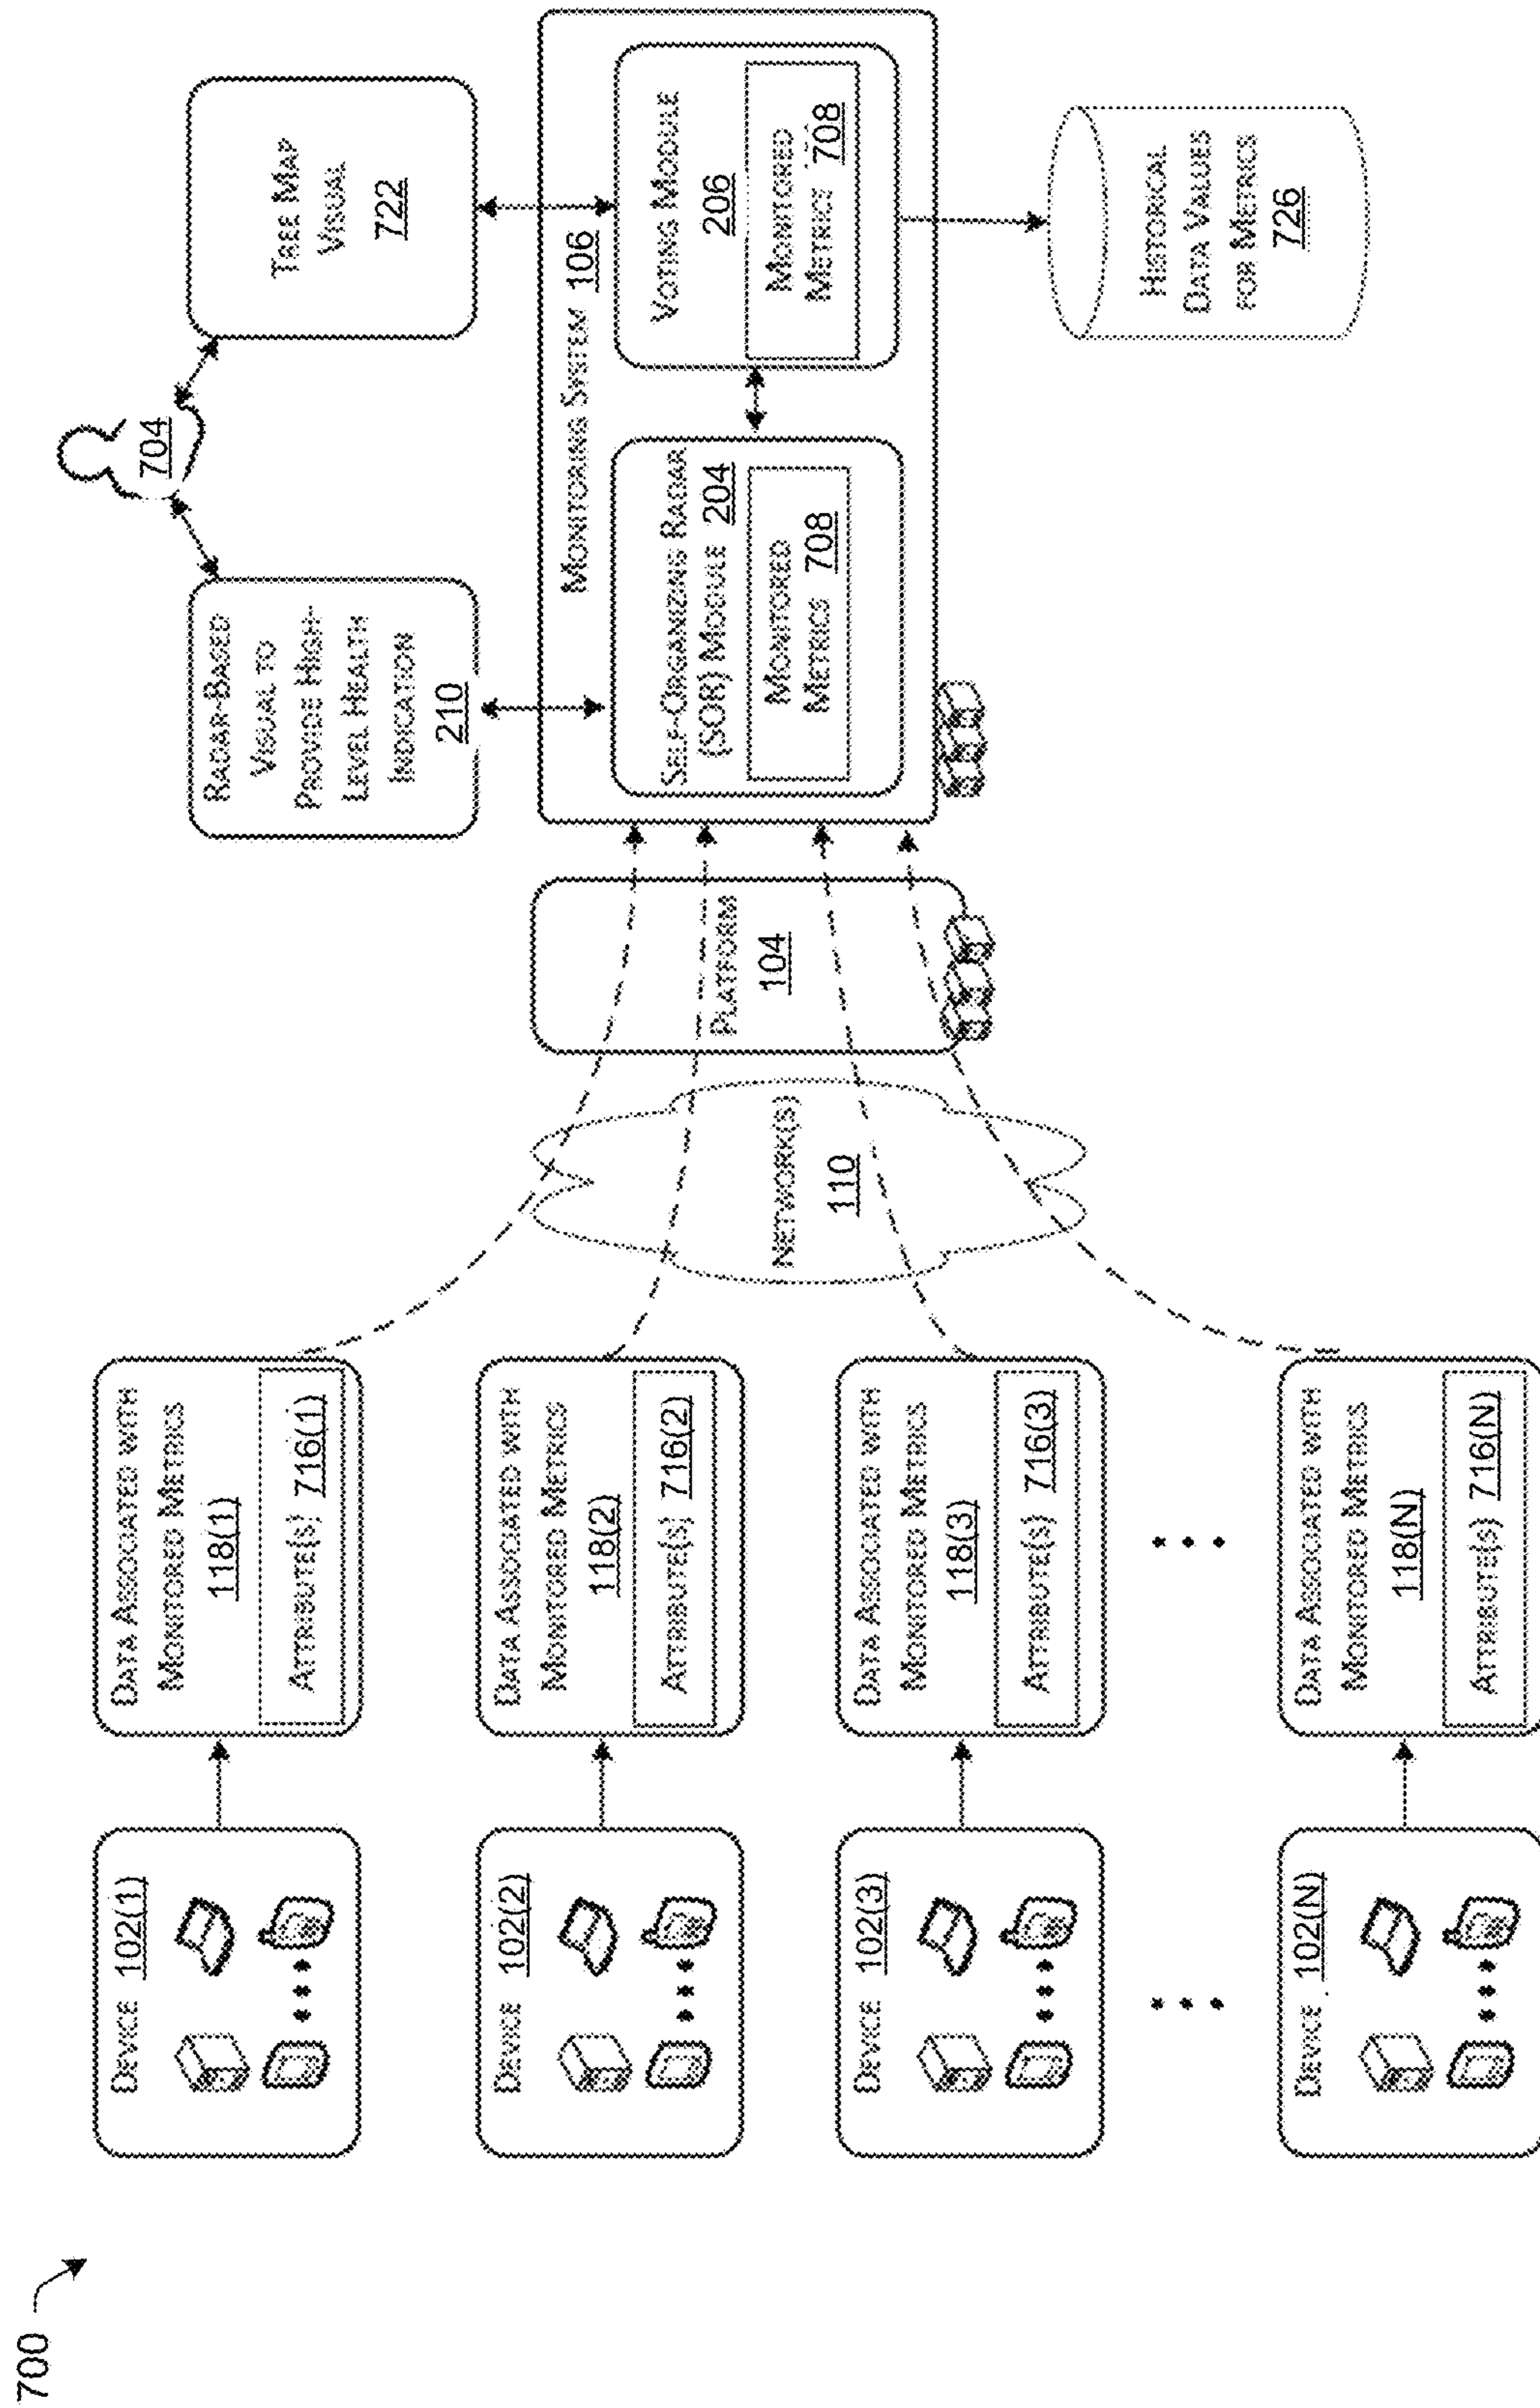 700
DEVICE 102(1)
DATA ASSOCIATED WITH
MONITORED METRICS
118(1)
ATTRIBUTE(S) 716(1)
DEVICE 102(2)
DATA ASSOCIATED WITH
MONITORED METRICS
118(2)
ATTRIBUTE(S) 716(2)
DEVICE 102(3)
DATA ASSOCIATED WITH
MONITORED METRICS
118(3)
ATTRIBUTE(S) 716(3)
DEVICE 102(N)
DATA ASSOCIATED WITH
MONITORED METRICS
118(N)
ATTRIBUTE(S) 716(N)
NETWORK(S)
110
PLATFORM
104
704
RADAR-BASED
VISUAL TO
PROVIDE HIGH-
LEVEL HEALTH
INDICATION
210
TREE MAP
VISUAL
722
MONITORING SYSTEM 106
SELF-ORGANIZING RADAR
(SOR) MODULE 204
MONITORED
METRICS 708
VOTING MODULE
206
MONITORED
METRICS 708
HISTORICAL
DATA VALUES
FOR METRICS
726